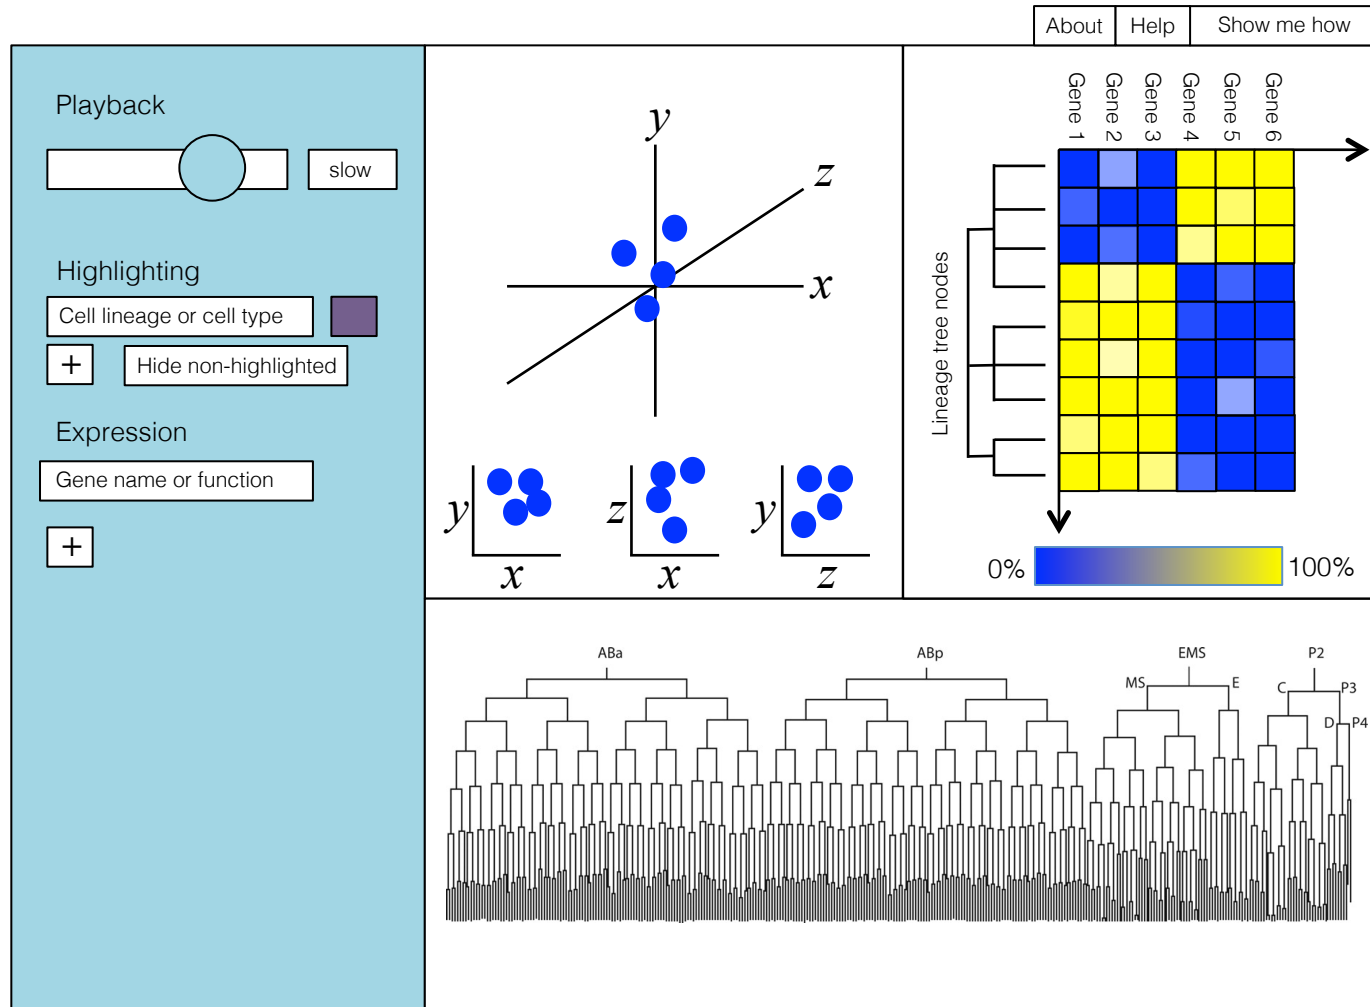 About
Help
Show me how
Playback
slow
Highlighting
Cell lineage or cell type
+
Hide non-highlighted
Expression
Gene name or function
+
y
z
x
y
x
z
x
y
z
Gene 1
Gene 2
Gene 3
Gene 4
Gene 5
Gene 6
Lineage tree nodes
0%
100%
ABa
ABp
EMS
P2
MS
E
C
P3
D
P4